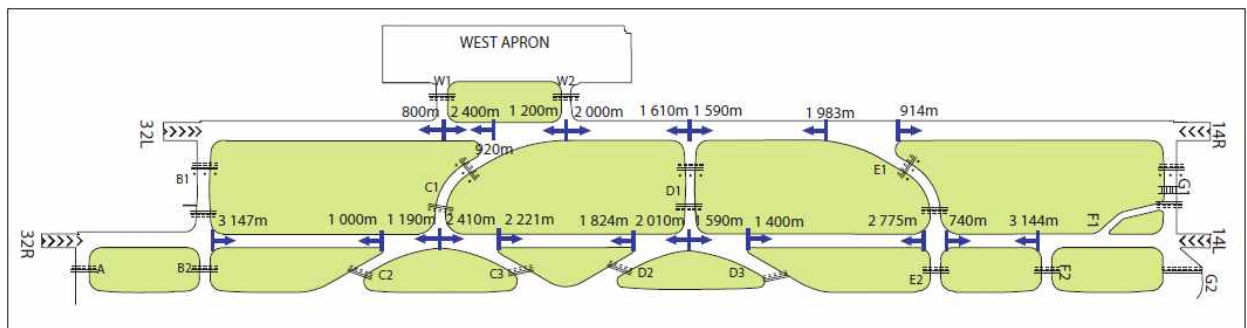 WEST APRON
W1 W2
800m 2 400m 1 200m 2 000m 1 610m 1 590m 1 983m 914m
32L 14R
920m
B1 C1 D1 E1 G1
3 147m 1 000m 1 190m 2 410m 2 221m 1 824m 2 010m 1 590m 1 400m 2 775m 740m 3 144m F1
32R 14L
A B2 C2 C3 D2 D3 E2 F2 G2